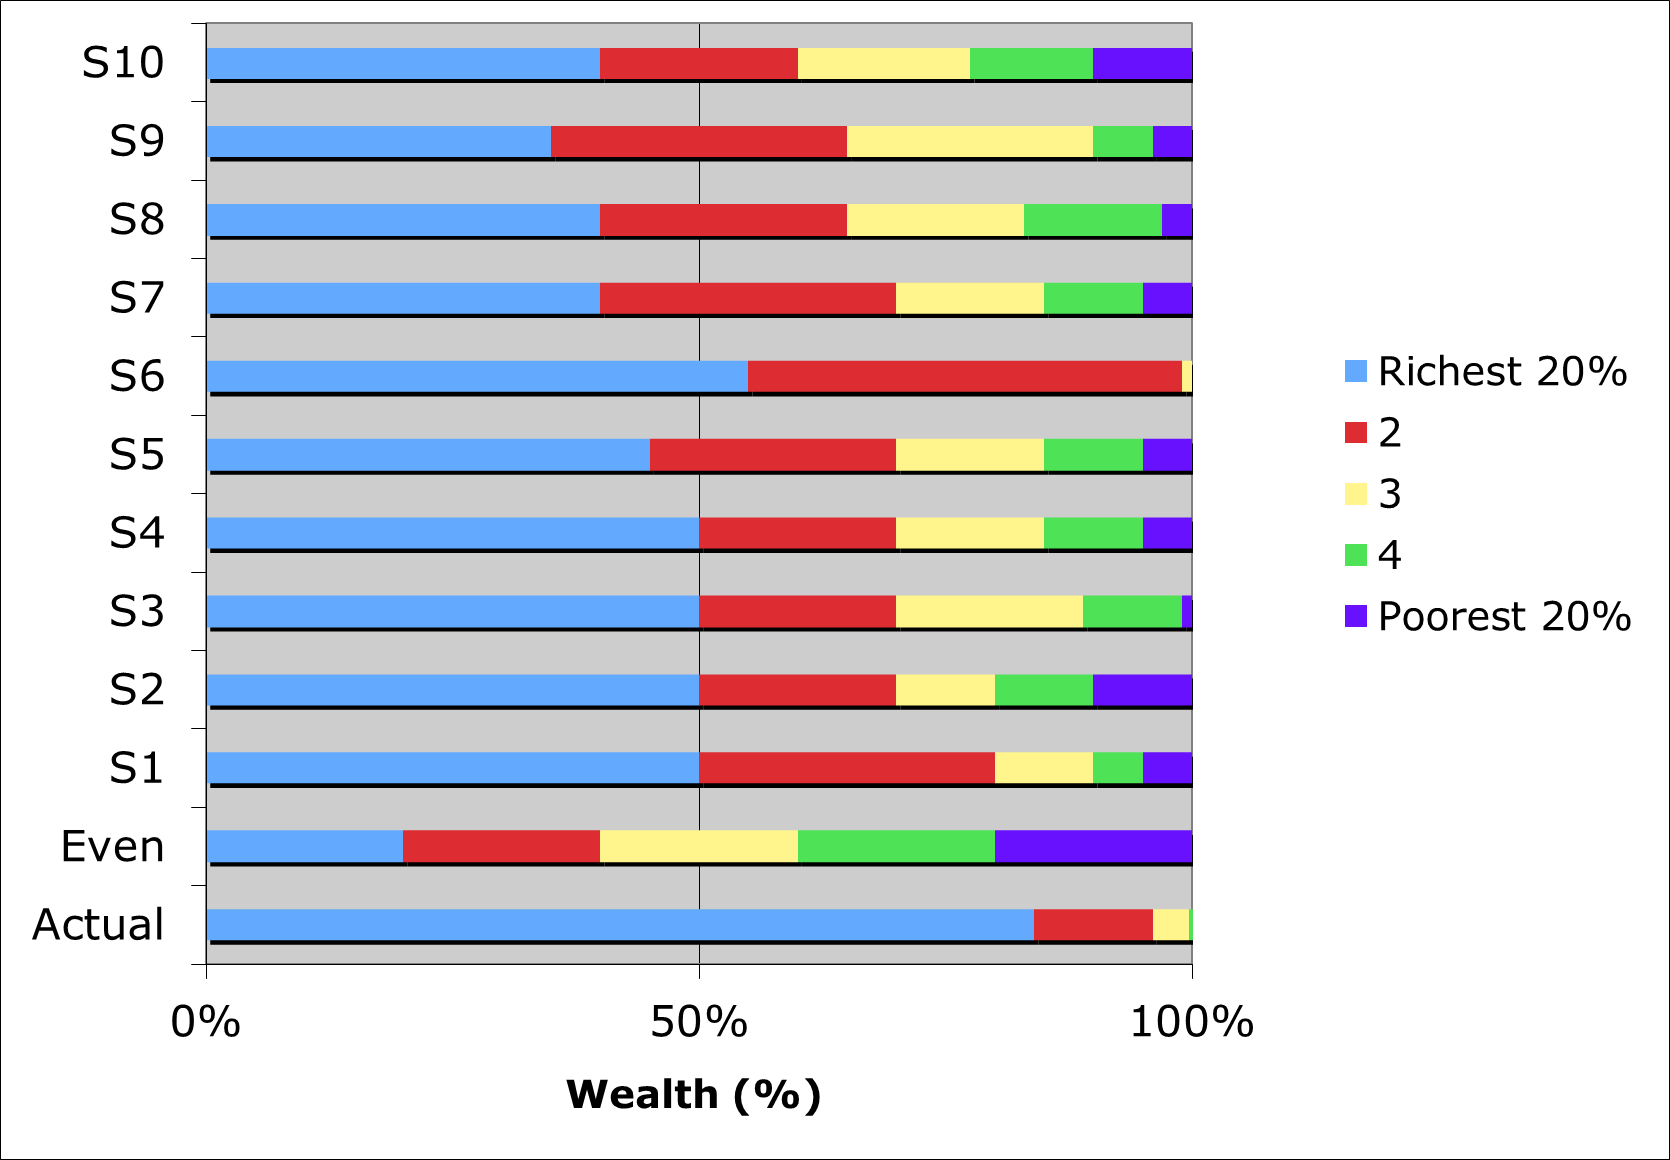 S10
S9
S8
S7
S6
S5
S4
S3
S2
S1
Even
Actual
0% 50% 100%
Wealth (%)
Richest 20%
2
3
4
Poorest 20%